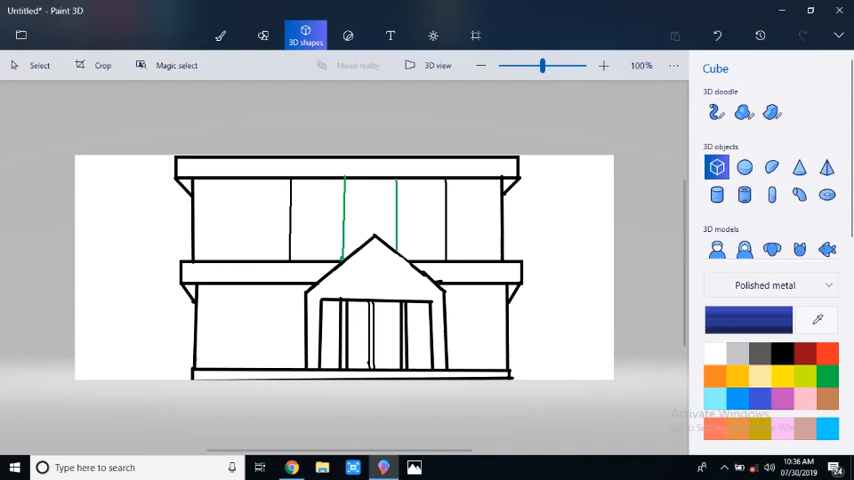 Untitled* - Paint 3D
3D shapes
Select
Crop
Magic select
Mixed reality
3D view
100%
Cube
3D doodle
3D objects
3D models
Polished metal
Activate Windows
Type here to search
10:36 AM
07/30/2019
24